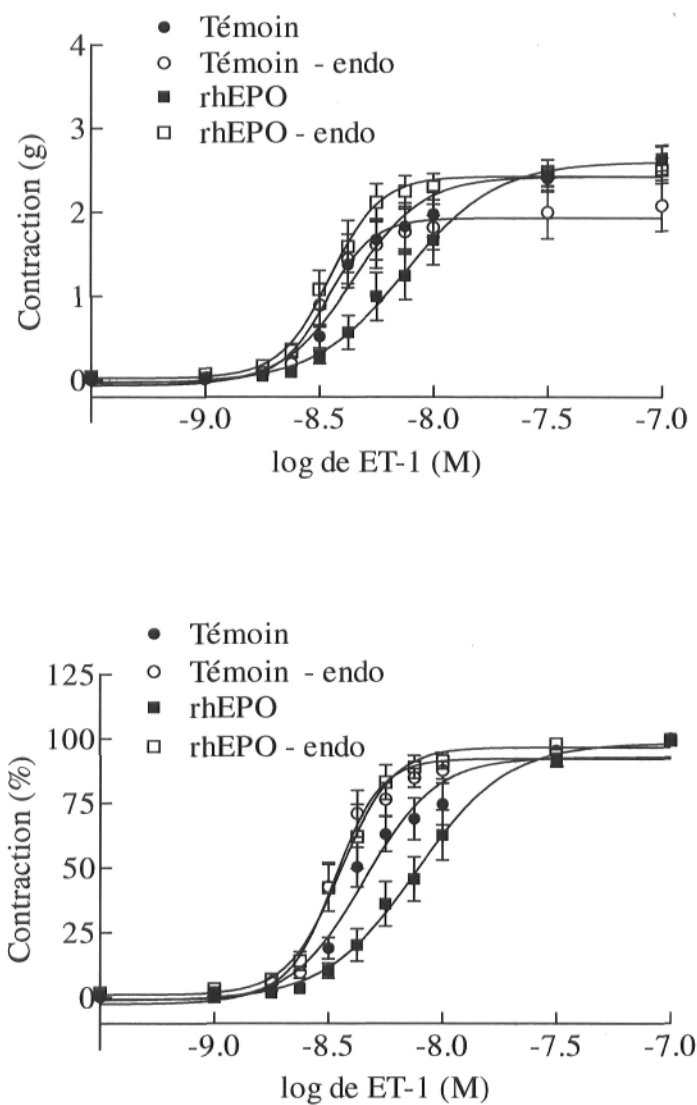 Témoin
Témoin - endo
rhEPO
rhEPO - endo
4
3
2
1
0
Contraction (g)
-9.0 -8.5 -8.0 -7.5 -7.0
log de ET-1 (M)
Témoin
Témoin - endo
rhEPO
rhEPO - endo
125
100
75
50
25
0
Contraction (%)
-9.0 -8.5 -8.0 -7.5 -7.0
log de ET-1 (M)